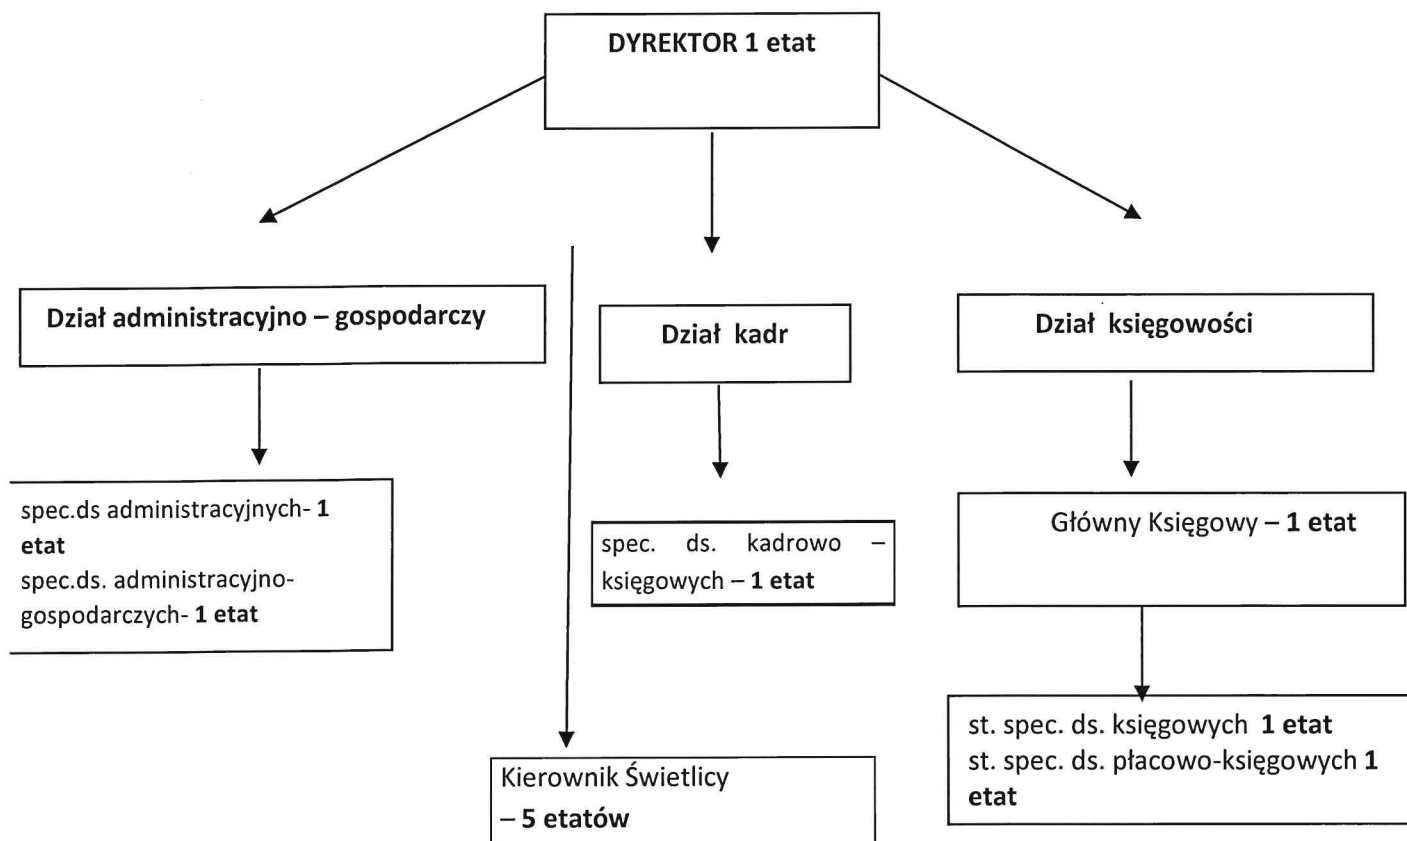 DYREKTOR 1 etat
Dział administracyjno – gospodarczy
Dział kadr
Dział księgowości
spec.ds administracyjnych- 1
etat
spec.ds. administracyjno-
gospodarczych- 1 etat
spec. ds. kadrowo –
księgowych – 1 etat
Główny Księgowy – 1 etat
st. spec. ds. księgowych 1 etat
st. spec. ds. płacowo-księgowych 1
etat
Kierownik Świetlicy
– 5 etatów